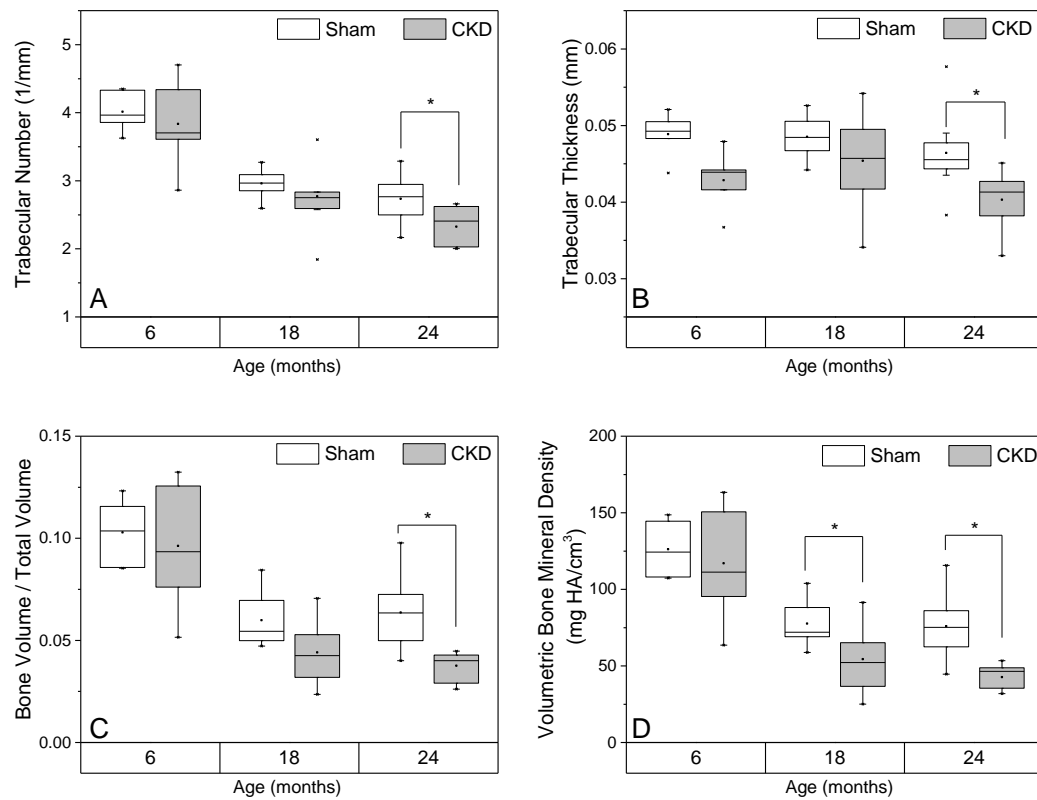 Sham CKD
5
4
3
2
1
Trabecular Number (1/mm)
*
A
6 18 24
Age (months)
Sham CKD
0.06
0.05
0.04
0.03
Trabecular Thickness (mm)
*
B
6 18 24
Age (months)
Sham CKD
0.15
0.10
0.05
0.00
Bone Volume / Total Volume
*
C
6 18 24
Age (months)
Sham CKD
200
150
100
50
0
Volumetric Bone Mineral Density
(mg HA/cm³)
* *
D
6 18 24
Age (months)